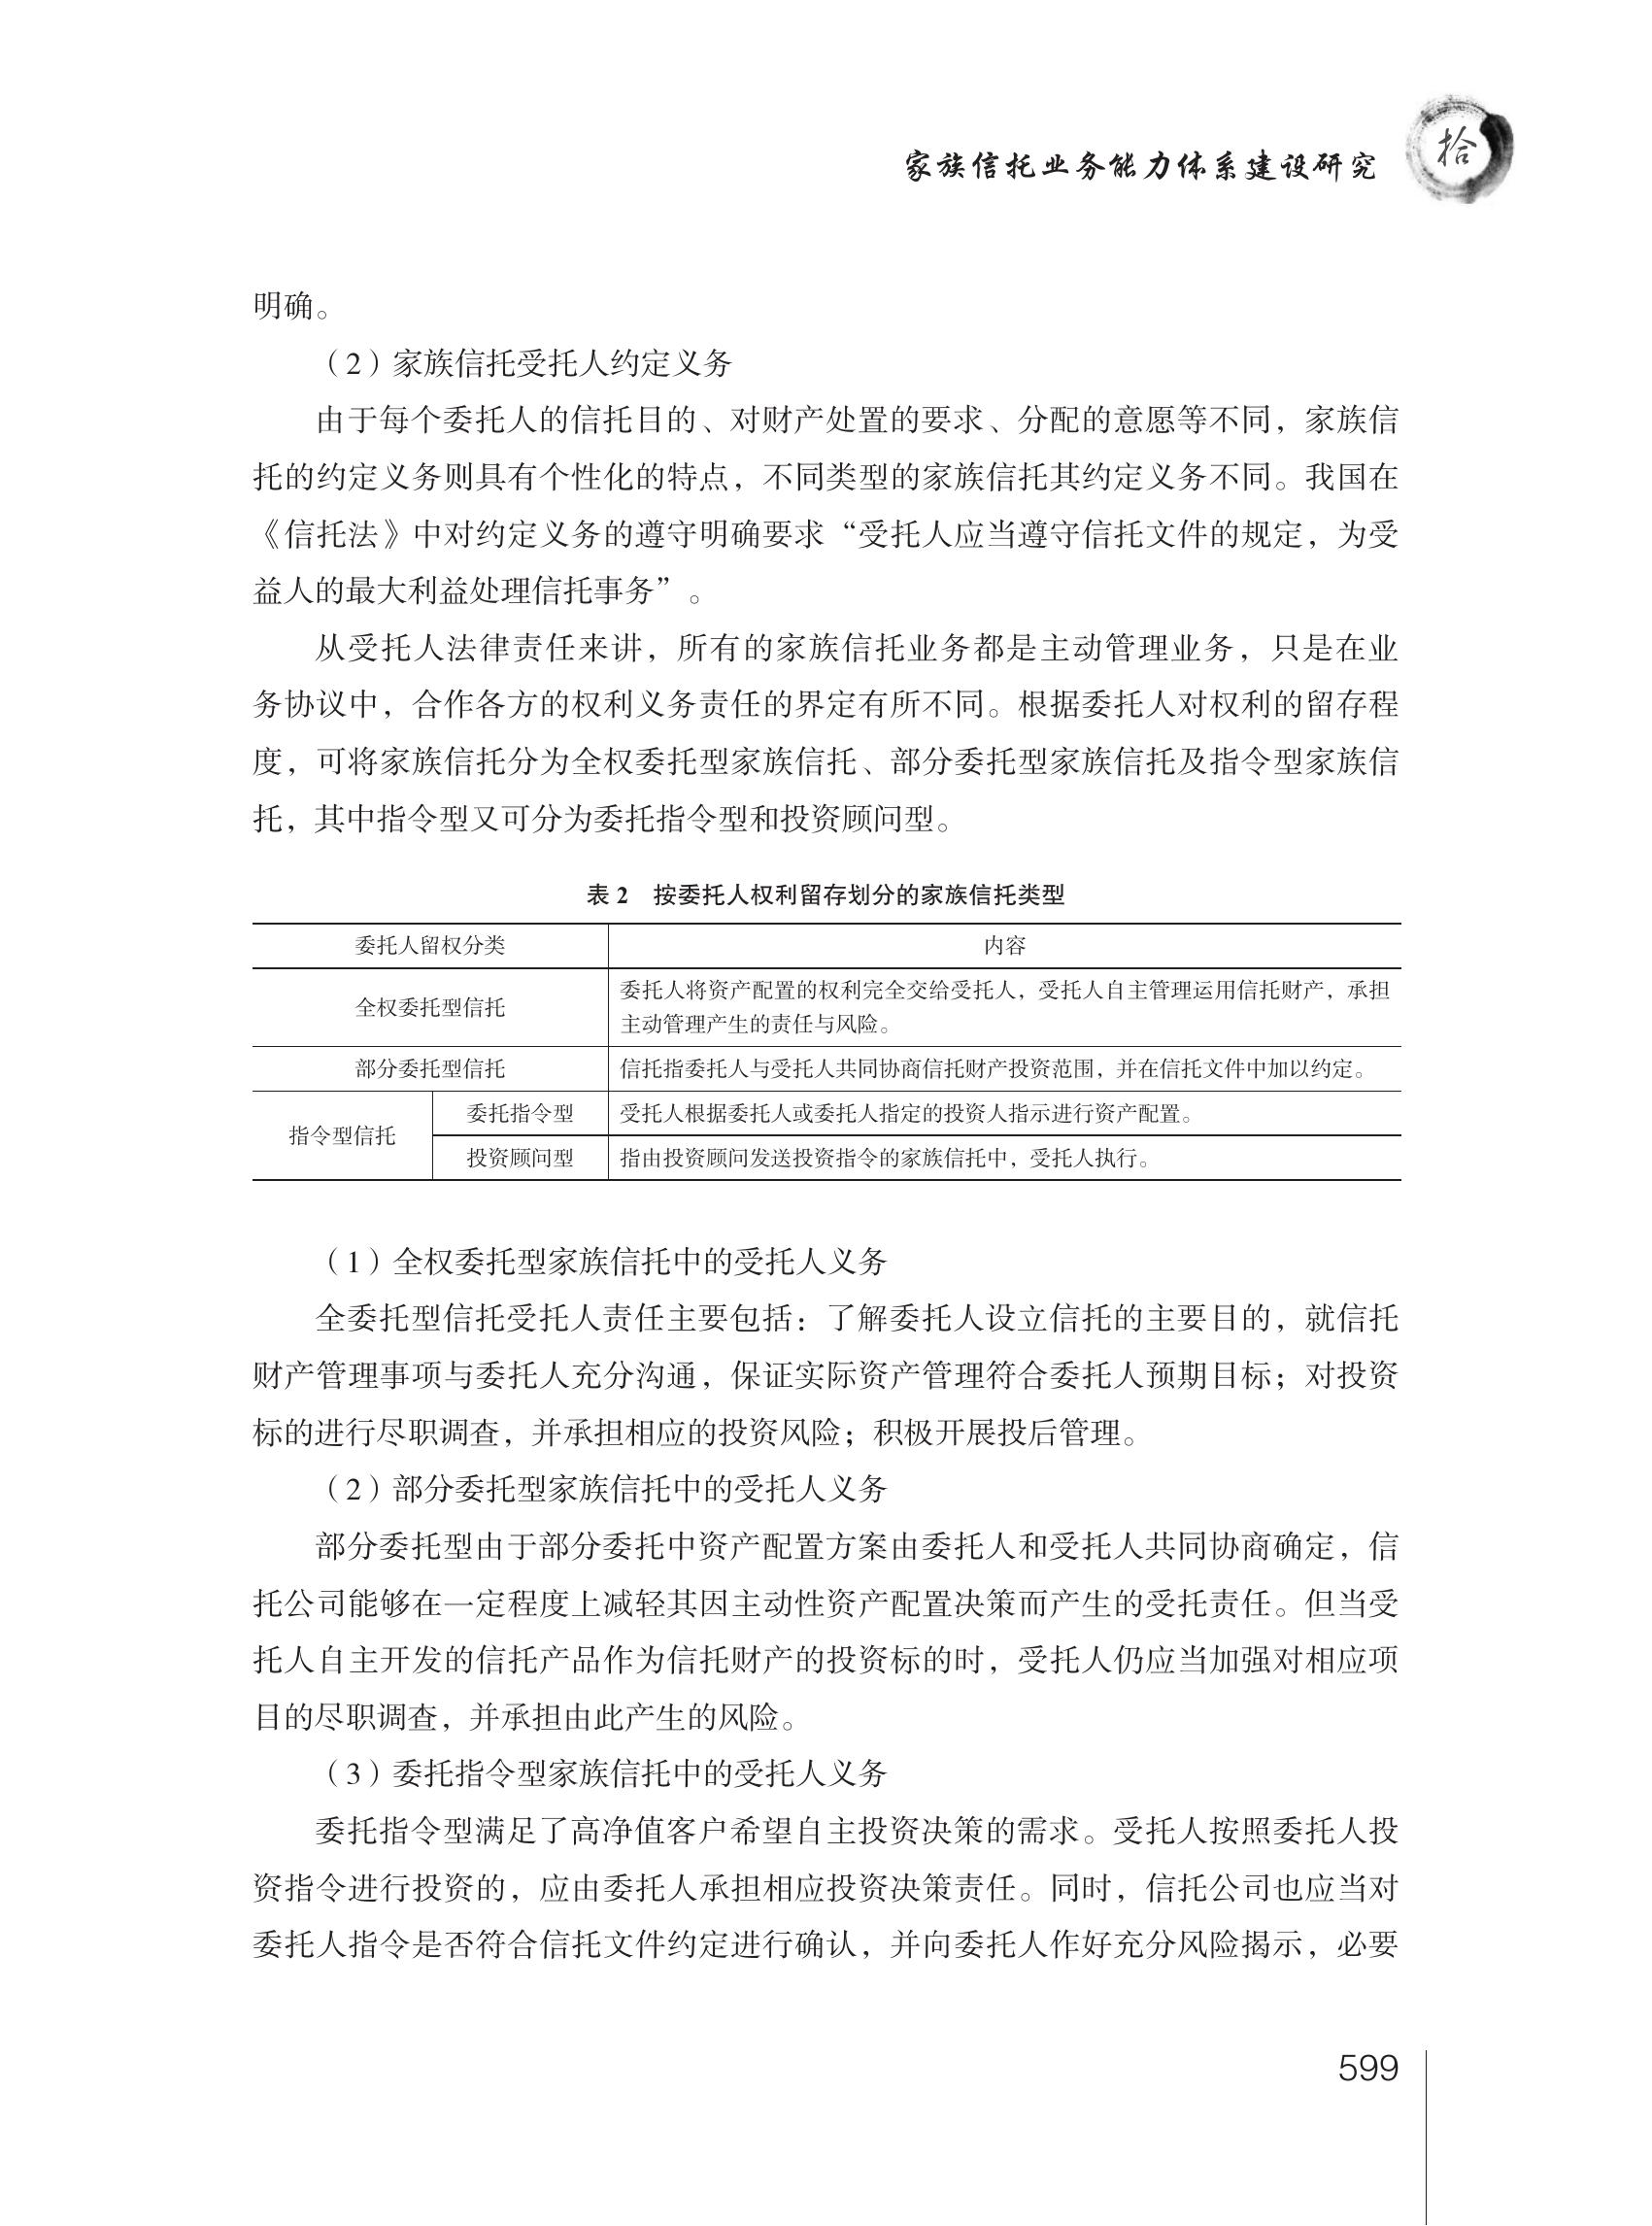 家族信托业务能力体系建设研究
拾
明确。
（2）家族信托受托人约定义务
由于每个委托人的信托目的、对财产处置的要求、分配的意愿等不同，家族信
托的约定义务则具有个性化的特点，不同类型的家族信托其约定义务不同。我国在
《信托法》中对约定义务的遵守明确要求“受托人应当遵守信托文件的规定，为受
益人的最大利益处理信托事务”。
从受托人法律责任来讲，所有的家族信托业务都是主动管理业务，只是在业
务协议中，合作各方的权利义务责任的界定有所不同。根据委托人对权利的留存程
度，可将家族信托分为全权委托型家族信托、部分委托型家族信托及指令型家族信
托，其中指令型又可分为委托指令型和投资顾问型。
表 2　按委托人权利留存划分的家族信托类型
委托人留权分类　内容
全权委托型信托　委托人将资产配置的权利完全交给受托人，受托人自主管理运用信托财产，承担
主动管理产生的责任与风险。
部分委托型信托　信托指委托人与受托人共同协商信托财产投资范围，并在信托文件中加以约定。
指令型信托　委托指令型　受托人根据委托人或委托人指定的投资人指示进行资产配置。
投资顾问型　指由投资顾问发送投资指令的家族信托中，受托人执行。
（1）全权委托型家族信托中的受托人义务
全委托型信托受托人责任主要包括：了解委托人设立信托的主要目的，就信托
财产管理事项与委托人充分沟通，保证实际资产管理符合委托人预期目标；对投资
标的进行尽职调查，并承担相应的投资风险；积极开展投后管理。
（2）部分委托型家族信托中的受托人义务
部分委托型由于部分委托中资产配置方案由委托人和受托人共同协商确定，信
托公司能够在一定程度上减轻其因主动性资产配置决策而产生的受托责任。但当受
托人自主开发的信托产品作为信托财产的投资标的时，受托人仍应当加强对相应项
目的尽职调查，并承担由此产生的风险。
（3）委托指令型家族信托中的受托人义务
委托指令型满足了高净值客户希望自主投资决策的需求。受托人按照委托人投
资指令进行投资的，应由委托人承担相应投资决策责任。同时，信托公司也应当对
委托人指令是否符合信托文件约定进行确认，并向委托人作好充分风险揭示，必要
599